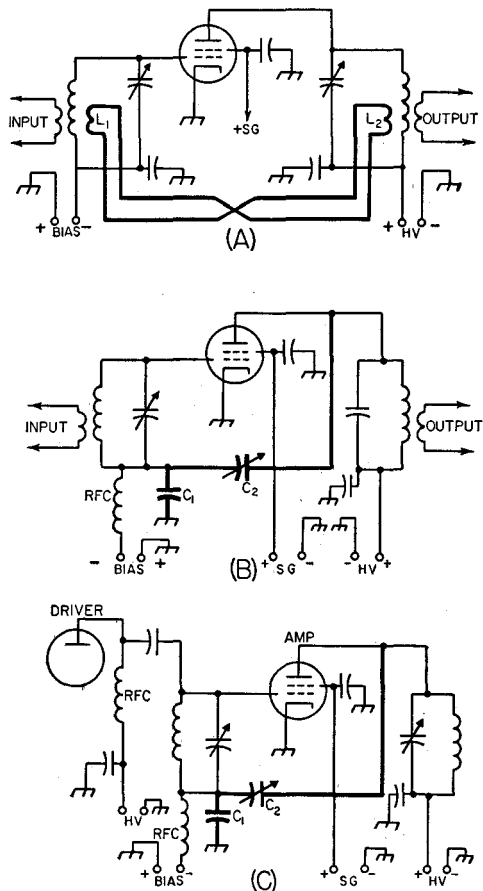 INPUT
L1
+SG
L2
OUTPUT
+ BIAS -
+ HV -
(A)
INPUT
OUTPUT
RFC
C1
C2
- BIAS +
+ SG -
- HV +
(B)
DRIVER
AMP
RFC
HV
C1
C2
RFC
+ BIAS -
+ SG -
+ HV -
(C)